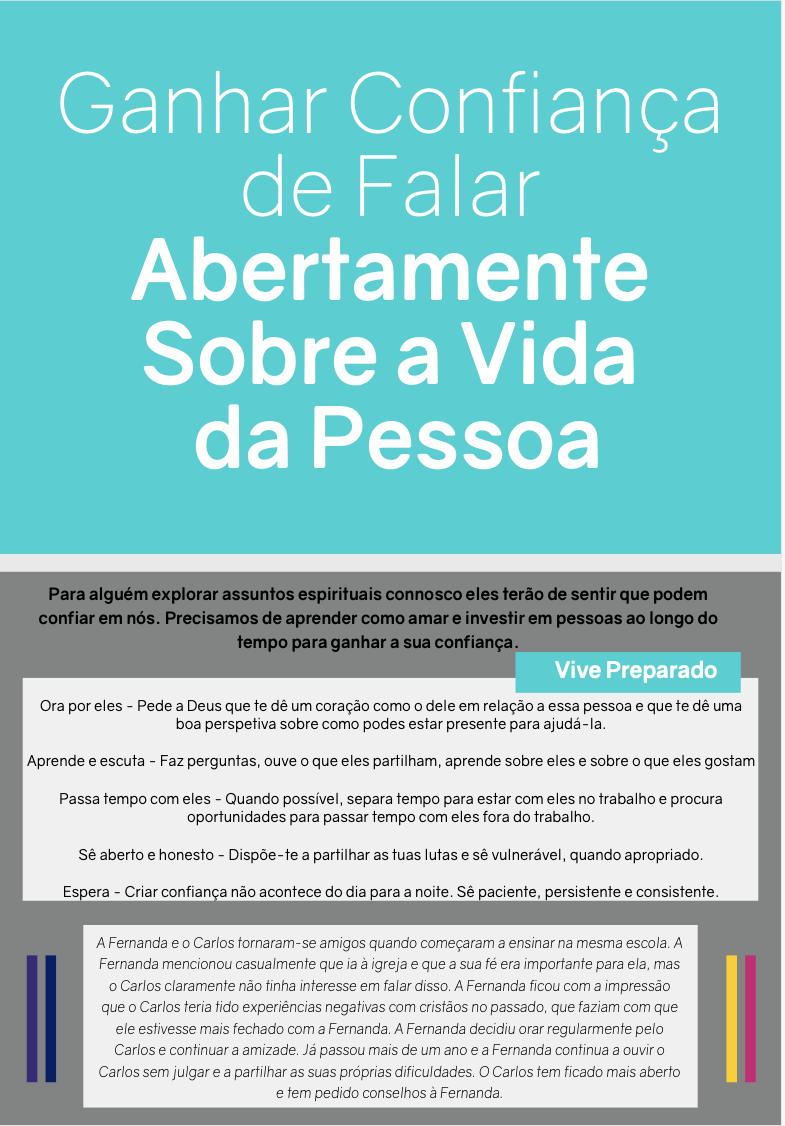 Ganhar Confiança
de Falar
Abertamente
Sobre a Vida
da Pessoa
Para alguém explorar assuntos espirituais connosco eles terão de sentir que podem
confiar em nós. Precisamos de aprender como amar e investir em pessoas ao longo do
tempo para ganhar a sua confiança.
Vive Preparado
Ora por eles - Pede a Deus que te dê um coração como o dele em relação a essa pessoa e que te dê uma
boa perspetiva sobre como podes estar presente para ajudá-la.
Aprende e escuta - Faz perguntas, ouve o que eles partilham, aprende sobre eles e sobre o que eles gostam
Passa tempo com eles - Quando possível, separa tempo para estar com eles no trabalho e procura
oportunidades para passar tempo com eles fora do trabalho.
Sê aberto e honesto - Dispõe-te a partilhar as tuas lutas e sê vulnerável, quando apropriado.
Espera - Criar confiança não acontece do dia para a noite. Sê paciente, persistente e consistente.
A Fernanda e o Carlos tornaram-se amigos quando começaram a ensinar na mesma escola. A
Fernanda mencionou casualmente que ia à igreja e que a sua fé era importante para ela, mas
o Carlos claramente não tinha interesse em falar disso. A Fernanda ficou com a impressão
que o Carlos teria tido experiências negativas com cristãos no passado, que faziam com que
ele estivesse mais fechado com a Fernanda. A Fernanda decidiu orar regularmente pelo
Carlos e continuar a amizade. Já passou mais de um ano e a Fernanda continua a ouvir o
Carlos sem julgar e a partilhar as suas próprias dificuldades. O Carlos tem ficado mais aberto
e tem pedido conselhos à Fernanda.